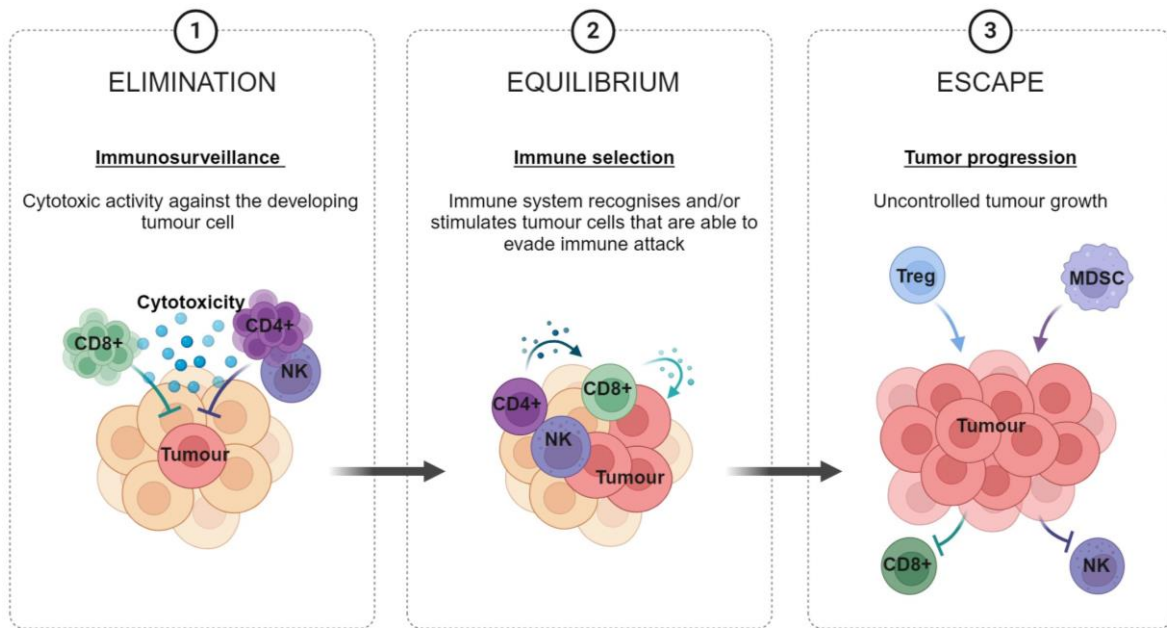 1
ELIMINATION
Immunosurveillance
Cytotoxic activity against the developing
tumour cell
Cytotoxicity
CD8+
CD4+
NK
Tumour
2
EQUILIBRIUM
Immune selection
Immune system recognises and/or
stimulates tumour cells that are able to
evade immune attack
CD4+
CD8+
NK
Tumour
3
ESCAPE
Tumor progression
Uncontrolled tumour growth
Treg
MDSC
Tumour
CD8+
NK